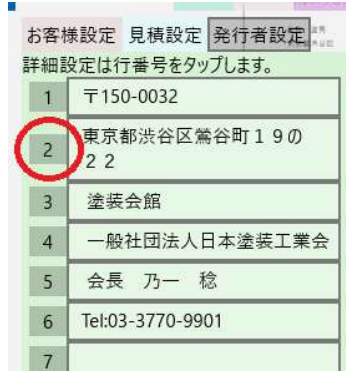 お客様設定 見積設定 発行者設定
詳細設定は行番号をタップします。
1 〒150-0032
2 東京都渋谷区鶯谷町19の
22
3 塗装会館
4 一般社団法人日本塗装工業会
5 会長 乃一 稔
6 Tel:03-3770-9901
7